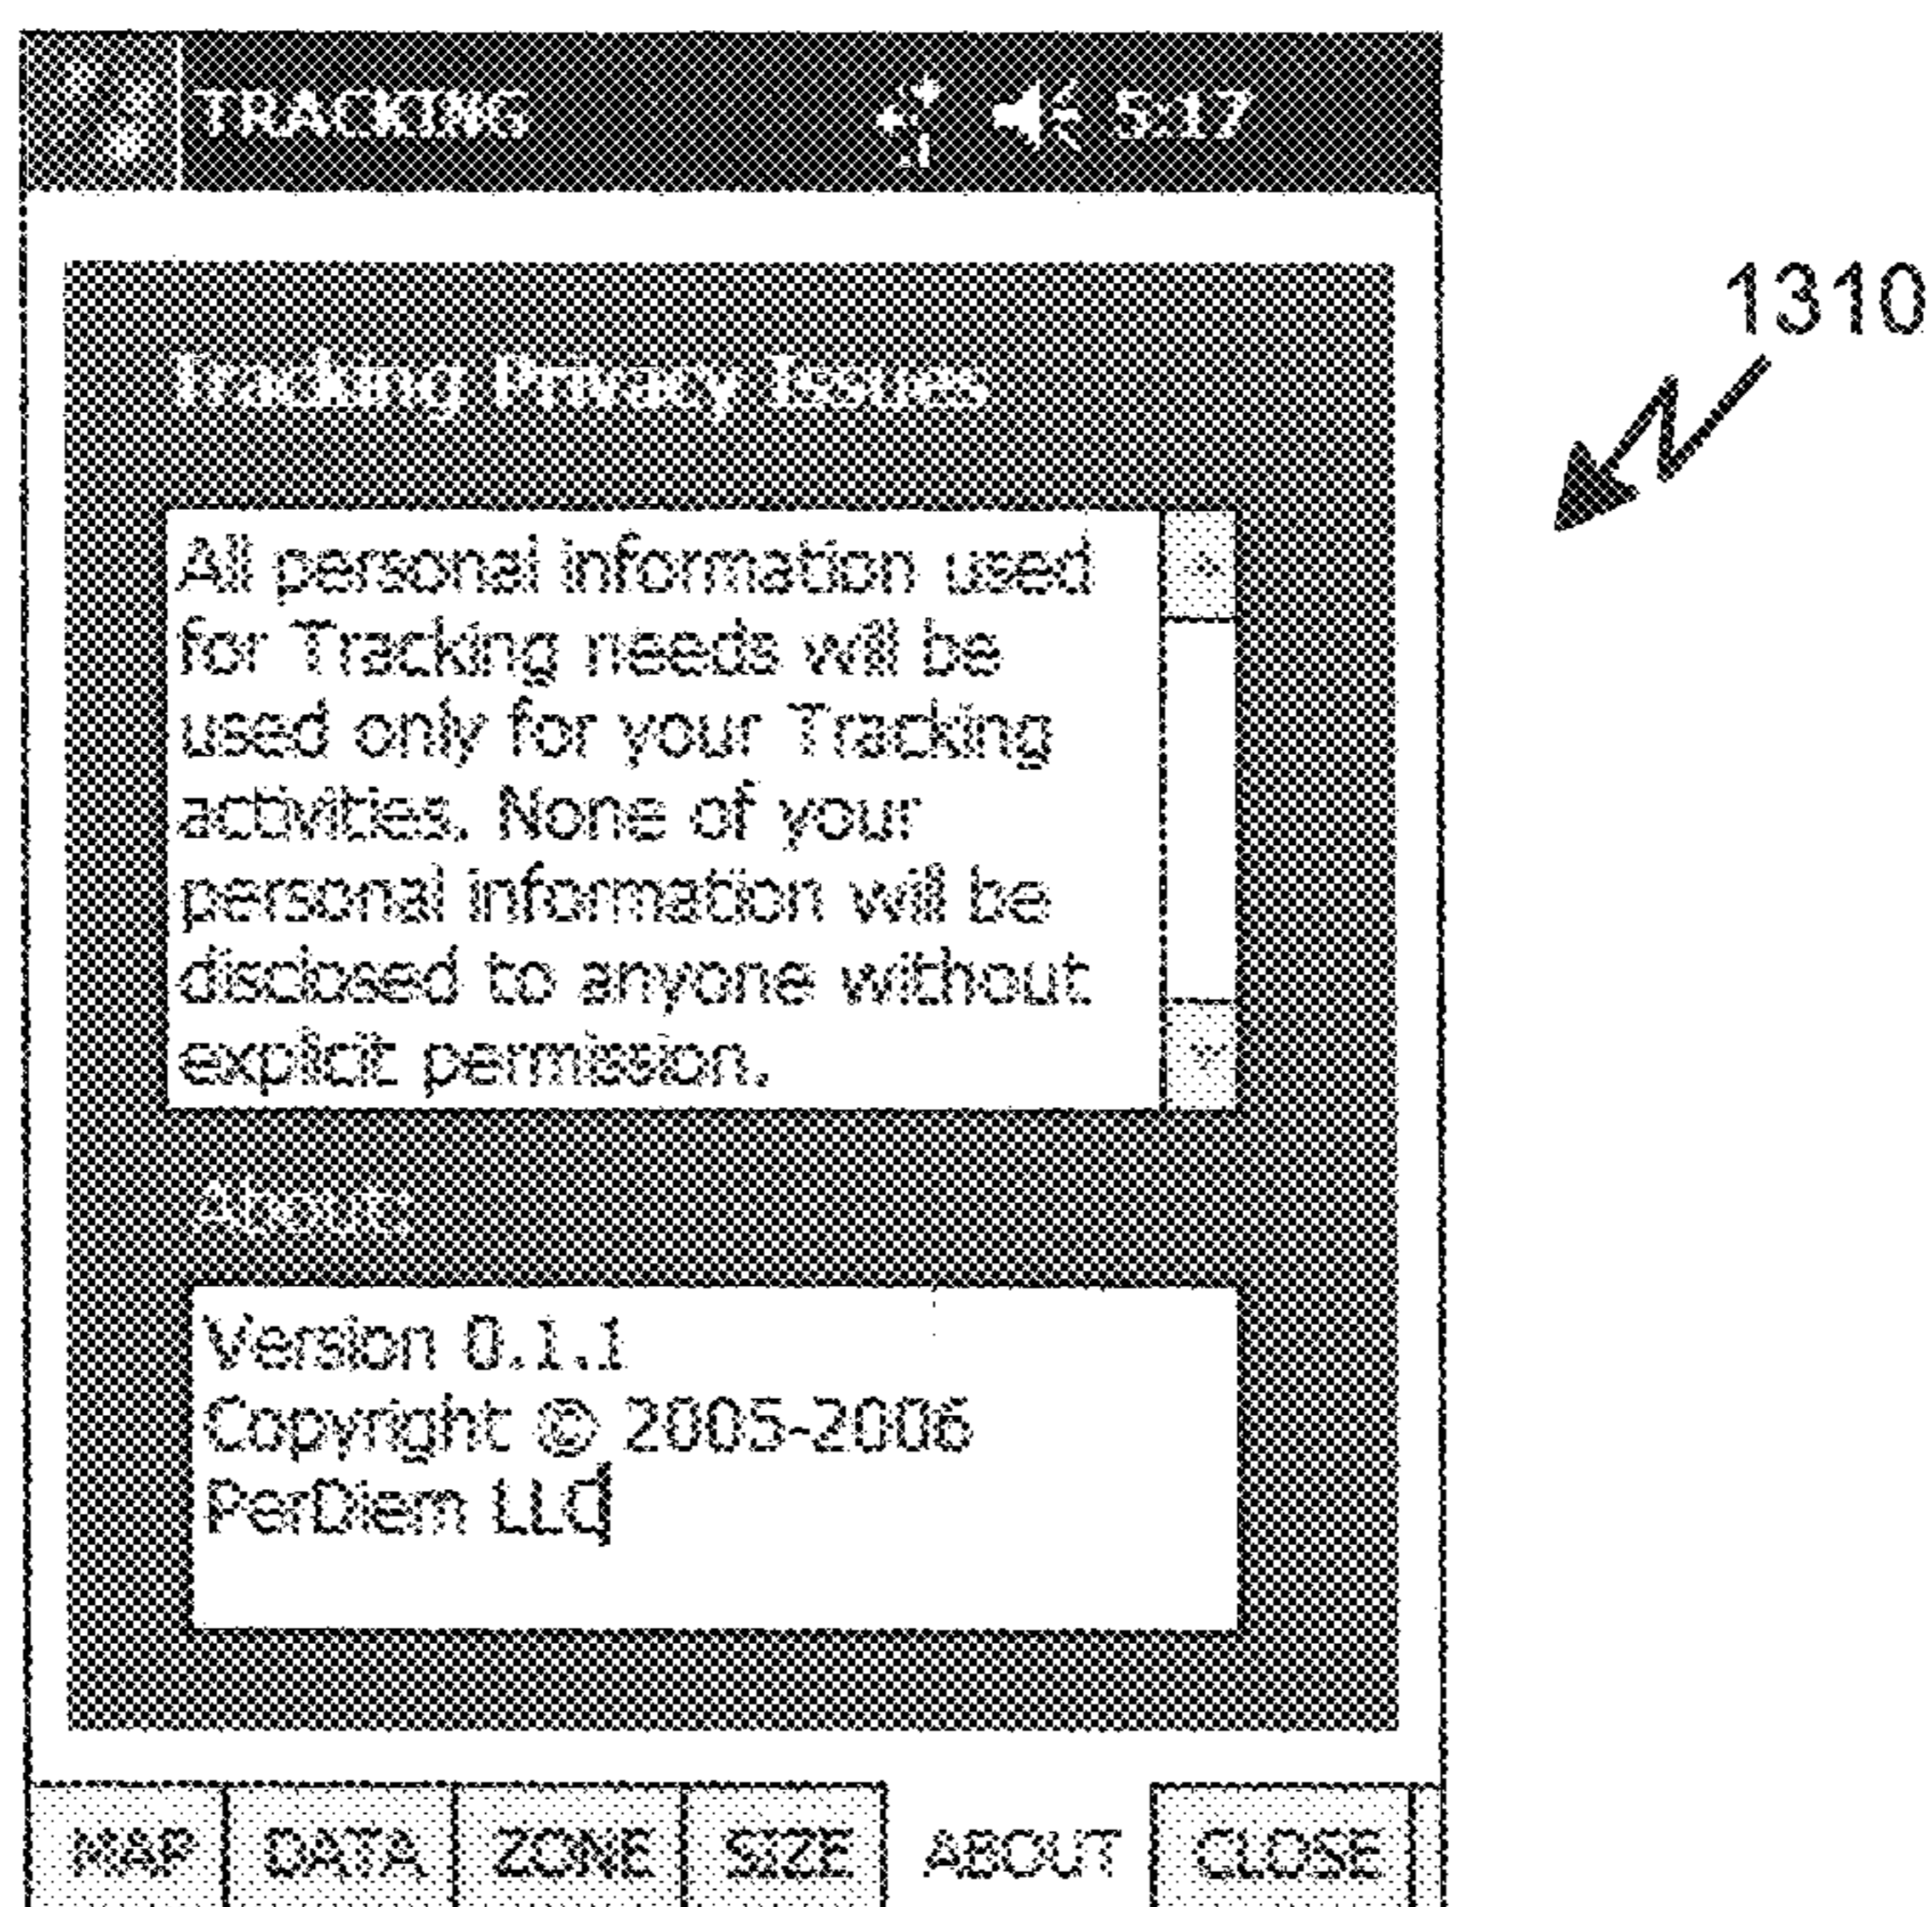 TRACKING 5:17
1310
Tracking Privacy Issues
All personal information used
for Tracking needs will be
used only for your Tracking
activities. None of your
personal information will be
disclosed to anyone without
explicit permission.
About:
Version 0.1.1
Copyright © 2005-2006
PerDiem LLC
MAP DATA ZONE SIZE ABOUT CLOSE